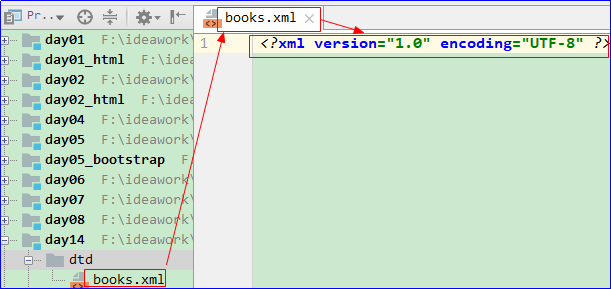 Pr..
books.xml
1 <?xml version="1.0" encoding="UTF-8" ?>
day01 F:\ideawork\
day01_html F:\idea
day02 F:\ideawork\
day02_html F:\idea
day04 F:\ideawork\
day05 F:\ideawork\
day05_bootstrap F:
day06 F:\ideawork\
day07 F:\ideawork\
day08 F:\ideawork\
day14 F:\ideawork\
dtd
books.xml